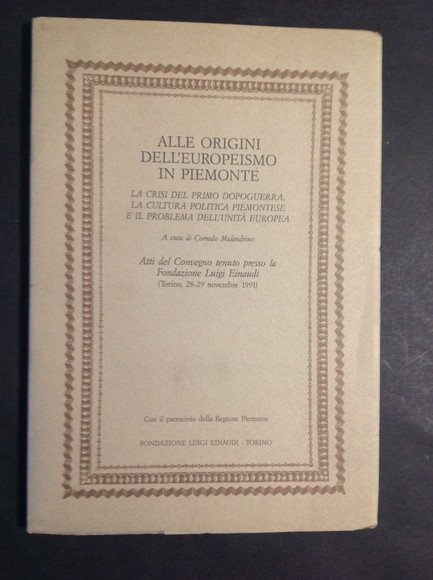 ALLE ORIGINI
DELL'EUROPEISMO
IN PIEMONTE
LA CRISI DEL PRIMO DOPOGUERRA,
LA CULTURA POLITICA PIEMONTESE
E IL PROBLEMA DELL'UNITÀ EUROPEA
A cura di Corrado Malandrino
Atti del Convegno tenuto presso la
Fondazione Luigi Einaudi
(Torino, 28-29 novembre 1991)
Con il patrocinio della Regione Piemonte
FONDAZIONE LUIGI EINAUDI - TORINO